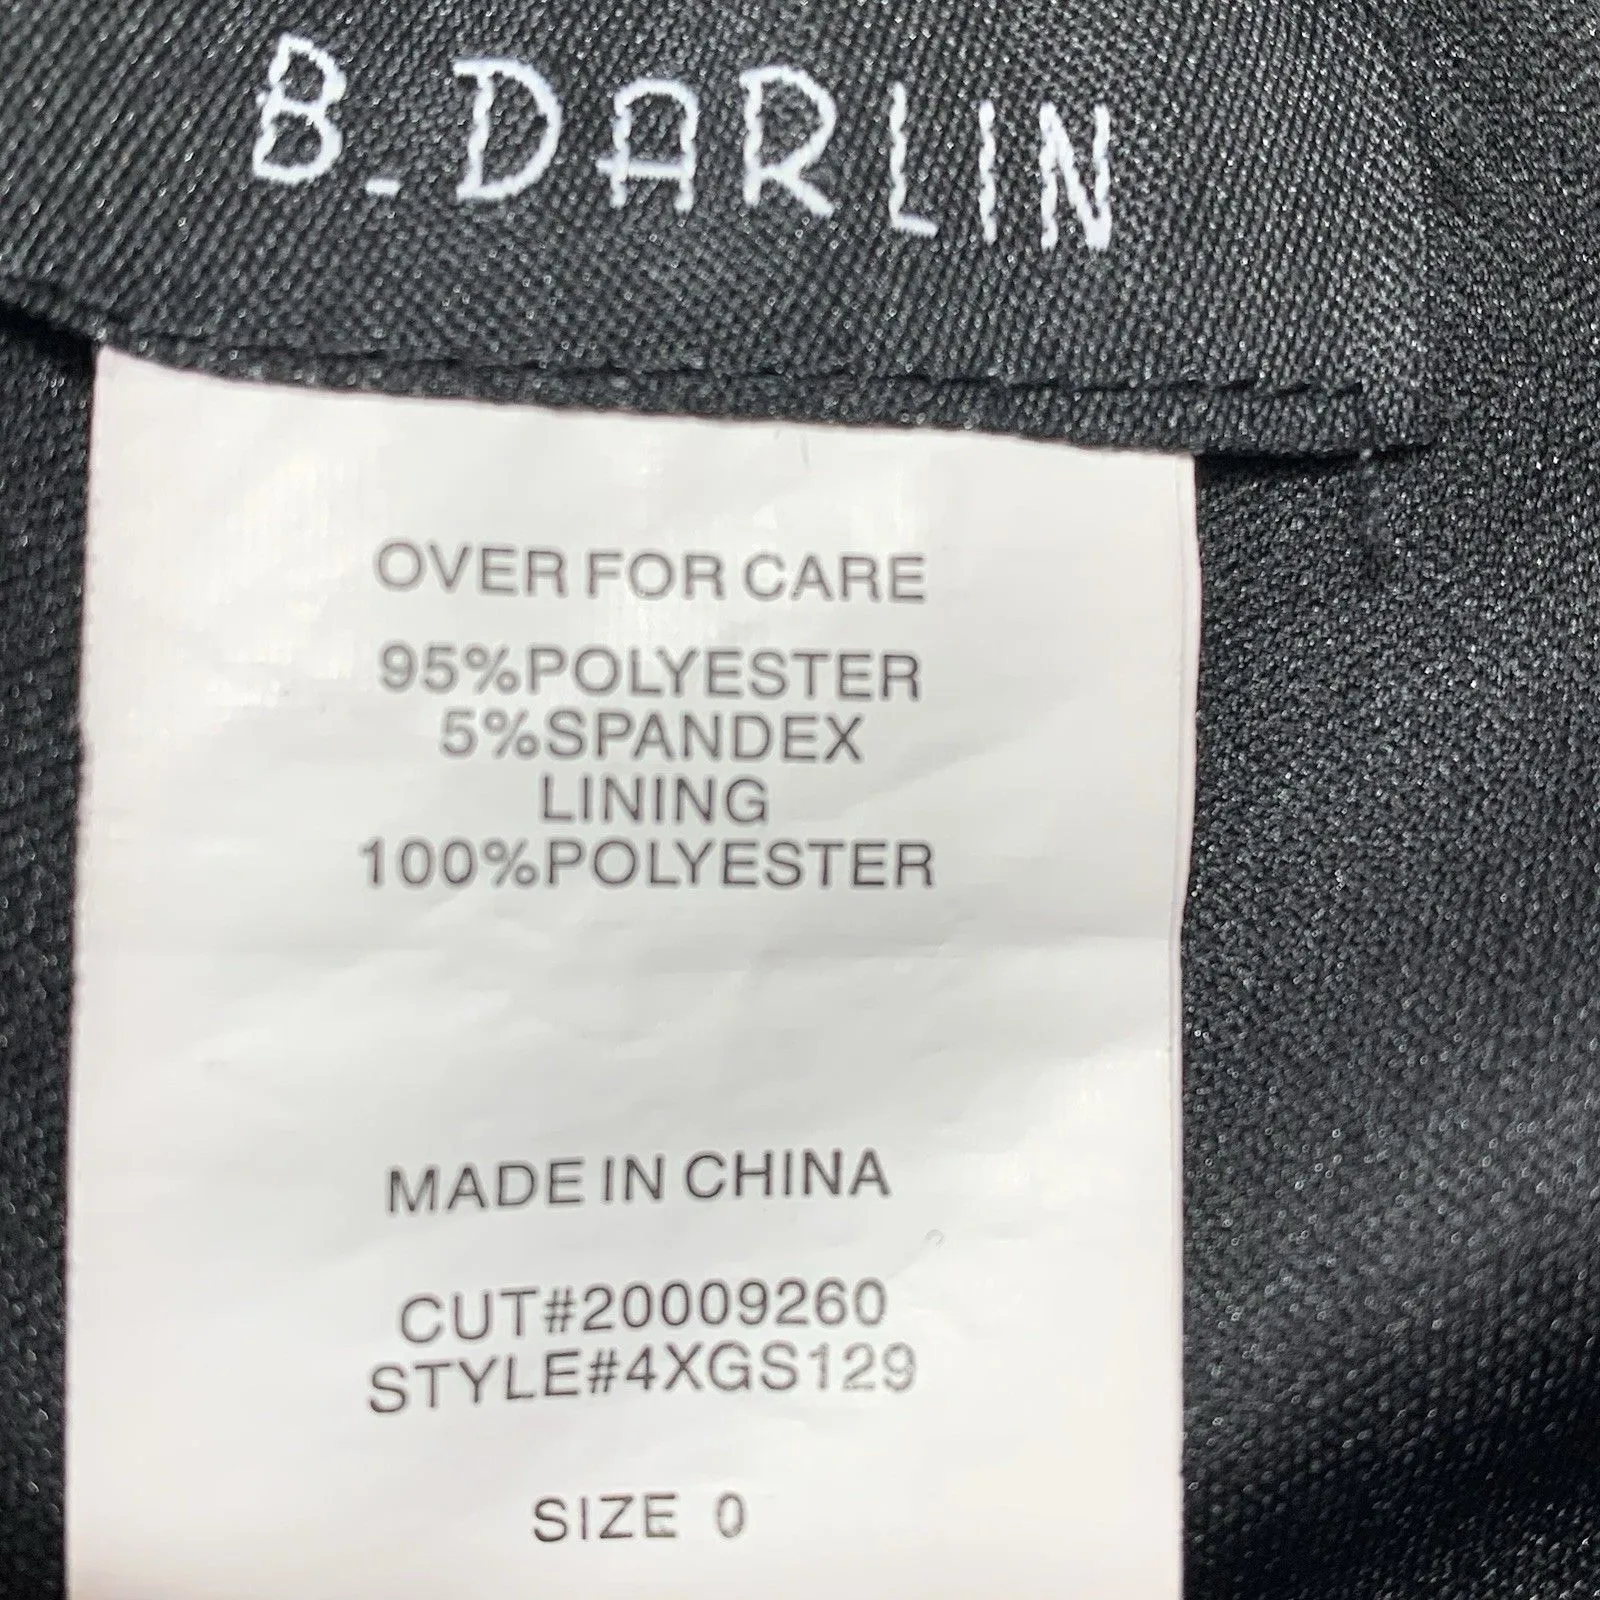 B_DARLIN
OVER FOR CARE
95%POLYESTER
5%SPANDEX
LINING
100%POLYESTER
MADE IN CHINA
CUT#20009260
STYLE#4XGS129
SIZE 0